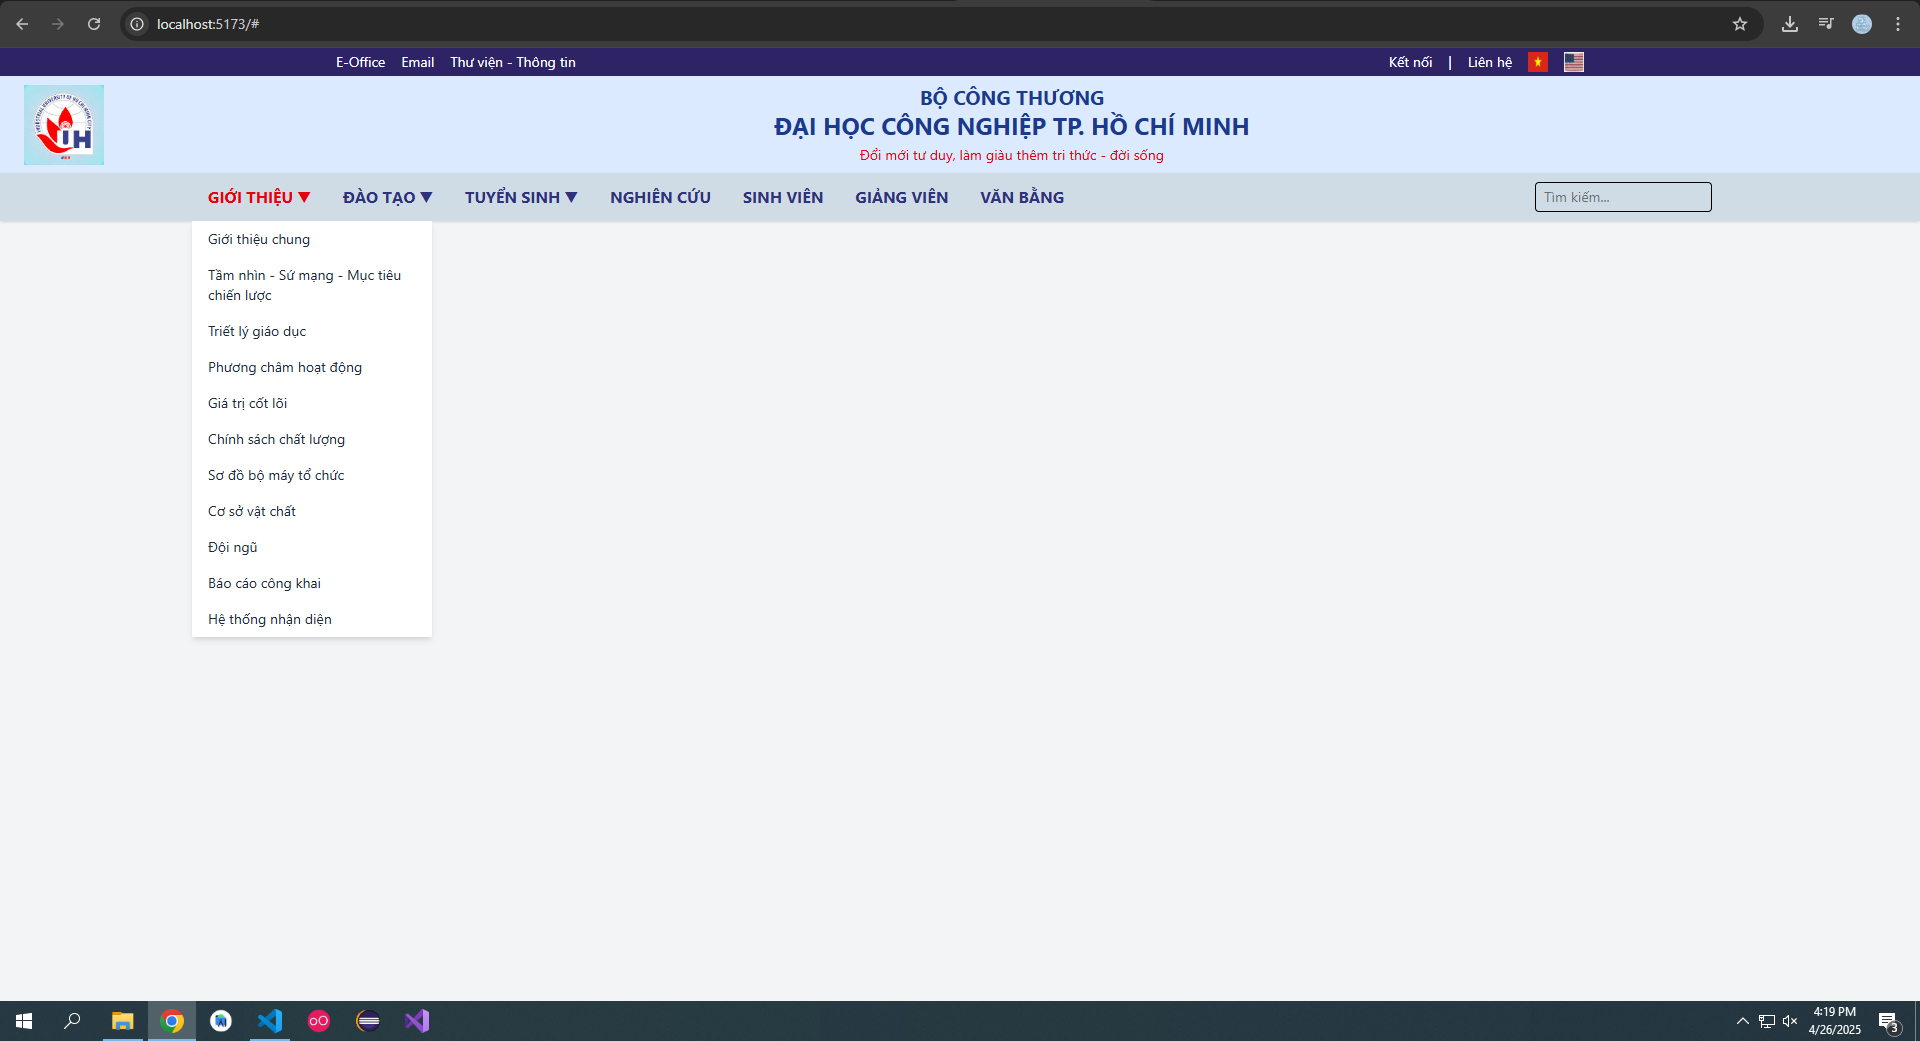 localhost:5173/#
E-Office Email Thư viện - Thông tin Kết nối | Liên hệ
BỘ CÔNG THƯƠNG
ĐẠI HỌC CÔNG NGHIỆP TP. HỒ CHÍ MINH
Đổi mới tư duy, làm giàu thêm tri thức - đời sống
GIỚI THIỆU ▼ ĐÀO TẠO ▼ TUYỂN SINH ▼ NGHIÊN CỨU SINH VIÊN GIẢNG VIÊN VĂN BẰNG Tìm kiếm...
Giới thiệu chung
Tầm nhìn - Sứ mạng - Mục tiêu
chiến lược
Triết lý giáo dục
Phương châm hoạt động
Giá trị cốt lõi
Chính sách chất lượng
Sơ đồ bộ máy tổ chức
Cơ sở vật chất
Đội ngũ
Báo cáo công khai
Hệ thống nhận diện
4:19 PM
4/26/2025
3